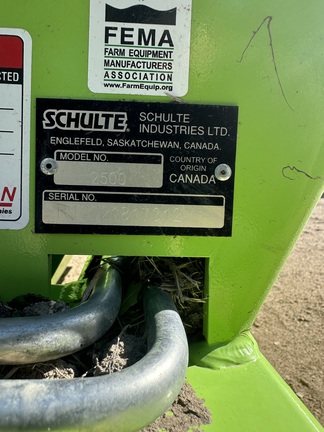 SCHULTE
FEMA
FARM EQUIPMENT
MANUFACTURERS
ASSOCIATION
www.FarmEquip.org
SCHULTE
INDUSTRIES LTD.
ENGLEFELD, SASKATCHEWAN, CANADA.
MODEL NO.
2500
COUNTRY OF
ORIGIN
CANADA
SERIAL NO.